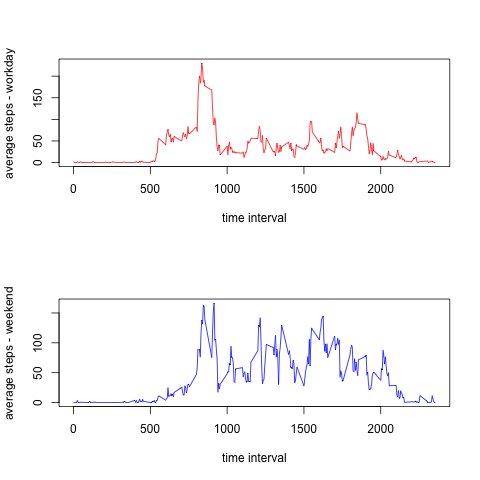 average steps - workday
150
50
0
0 500 1000 1500 2000
time interval
average steps - weekend
100
50
0
0 500 1000 1500 2000
time interval